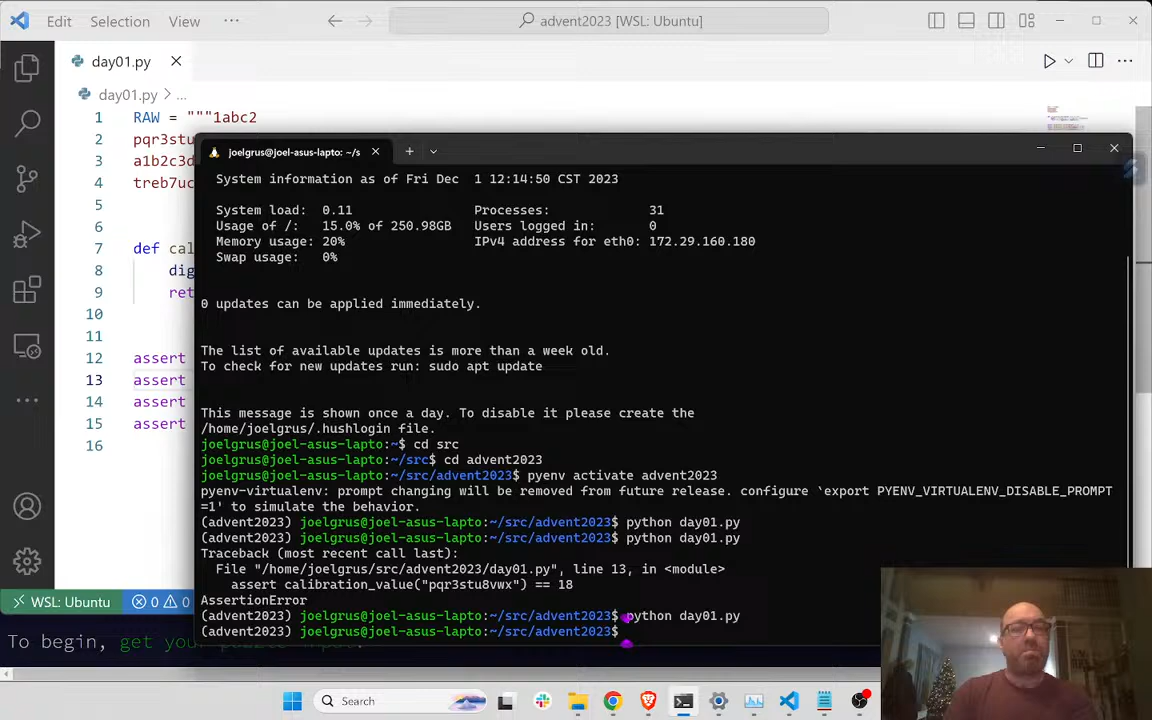 Edit Selection View ··· advent2023 [WSL: Ubuntu]
day01.py
day01.py > ...
1 RAW = """1abc2
2 pqr3stu
3 a1b2c3d
4 treb7uc
5
6
7 def cal
8 dig
9 ret
10
11
12 assert
13 assert
14 assert
15 assert
16
joelgrus@joel-asus-lapto: ~/s
System information as of Fri Dec  1 12:14:50 CST 2023
System load: 0.11 Processes: 31
Usage of /: 15.0% of 250.98GB Users logged in: 0
Memory usage: 20% IPv4 address for eth0: 172.29.160.180
Swap usage: 0%
0 updates can be applied immediately.
The list of available updates is more than a week old.
To check for new updates run: sudo apt update
This message is shown once a day. To disable it please create the
/home/joelgrus/.hushlogin file.
joelgrus@joel-asus-lapto:~$ cd src
joelgrus@joel-asus-lapto:~/src$ cd advent2023
joelgrus@joel-asus-lapto:~/src/advent2023$ pyenv activate advent2023
pyenv-virtualenv: prompt changing will be removed from future release. configure `export PYENV_VIRTUALENV_DISABLE_PROMPT
=1' to simulate the behavior.
(advent2023) joelgrus@joel-asus-lapto:~/src/advent2023$ python day01.py
(advent2023) joelgrus@joel-asus-lapto:~/src/advent2023$ python day01.py
Traceback (most recent call last):
File "/home/joelgrus/src/advent2023/day01.py", line 13, in <module>
assert calibration_value("pqr3stu8vwx") == 18
AssertionError
(advent2023) joelgrus@joel-asus-lapto:~/src/advent2023$ python day01.py
(advent2023) joelgrus@joel-asus-lapto:~/src/advent2023$
WSL: Ubuntu 0 0
To begin, get your puzzle input.
Search